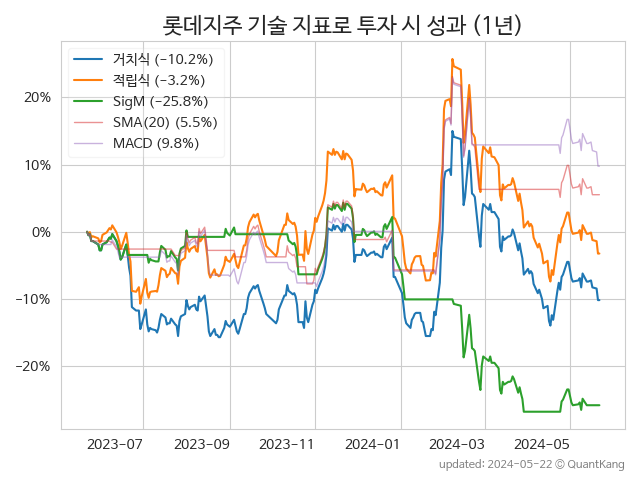 롯데지주 기술 지표로 투자 시 성과 (1년)
거치식 (−10.2%)
적립식 (−3.2%)
SigM (−25.8%)
SMA(20) (5.5%)
MACD (9.8%)
20%
10%
0%
−10%
−20%
2023−07 2023−09 2023−11 2024−01 2024−03 2024−05
updated: 2024−05−22 © QuantKang